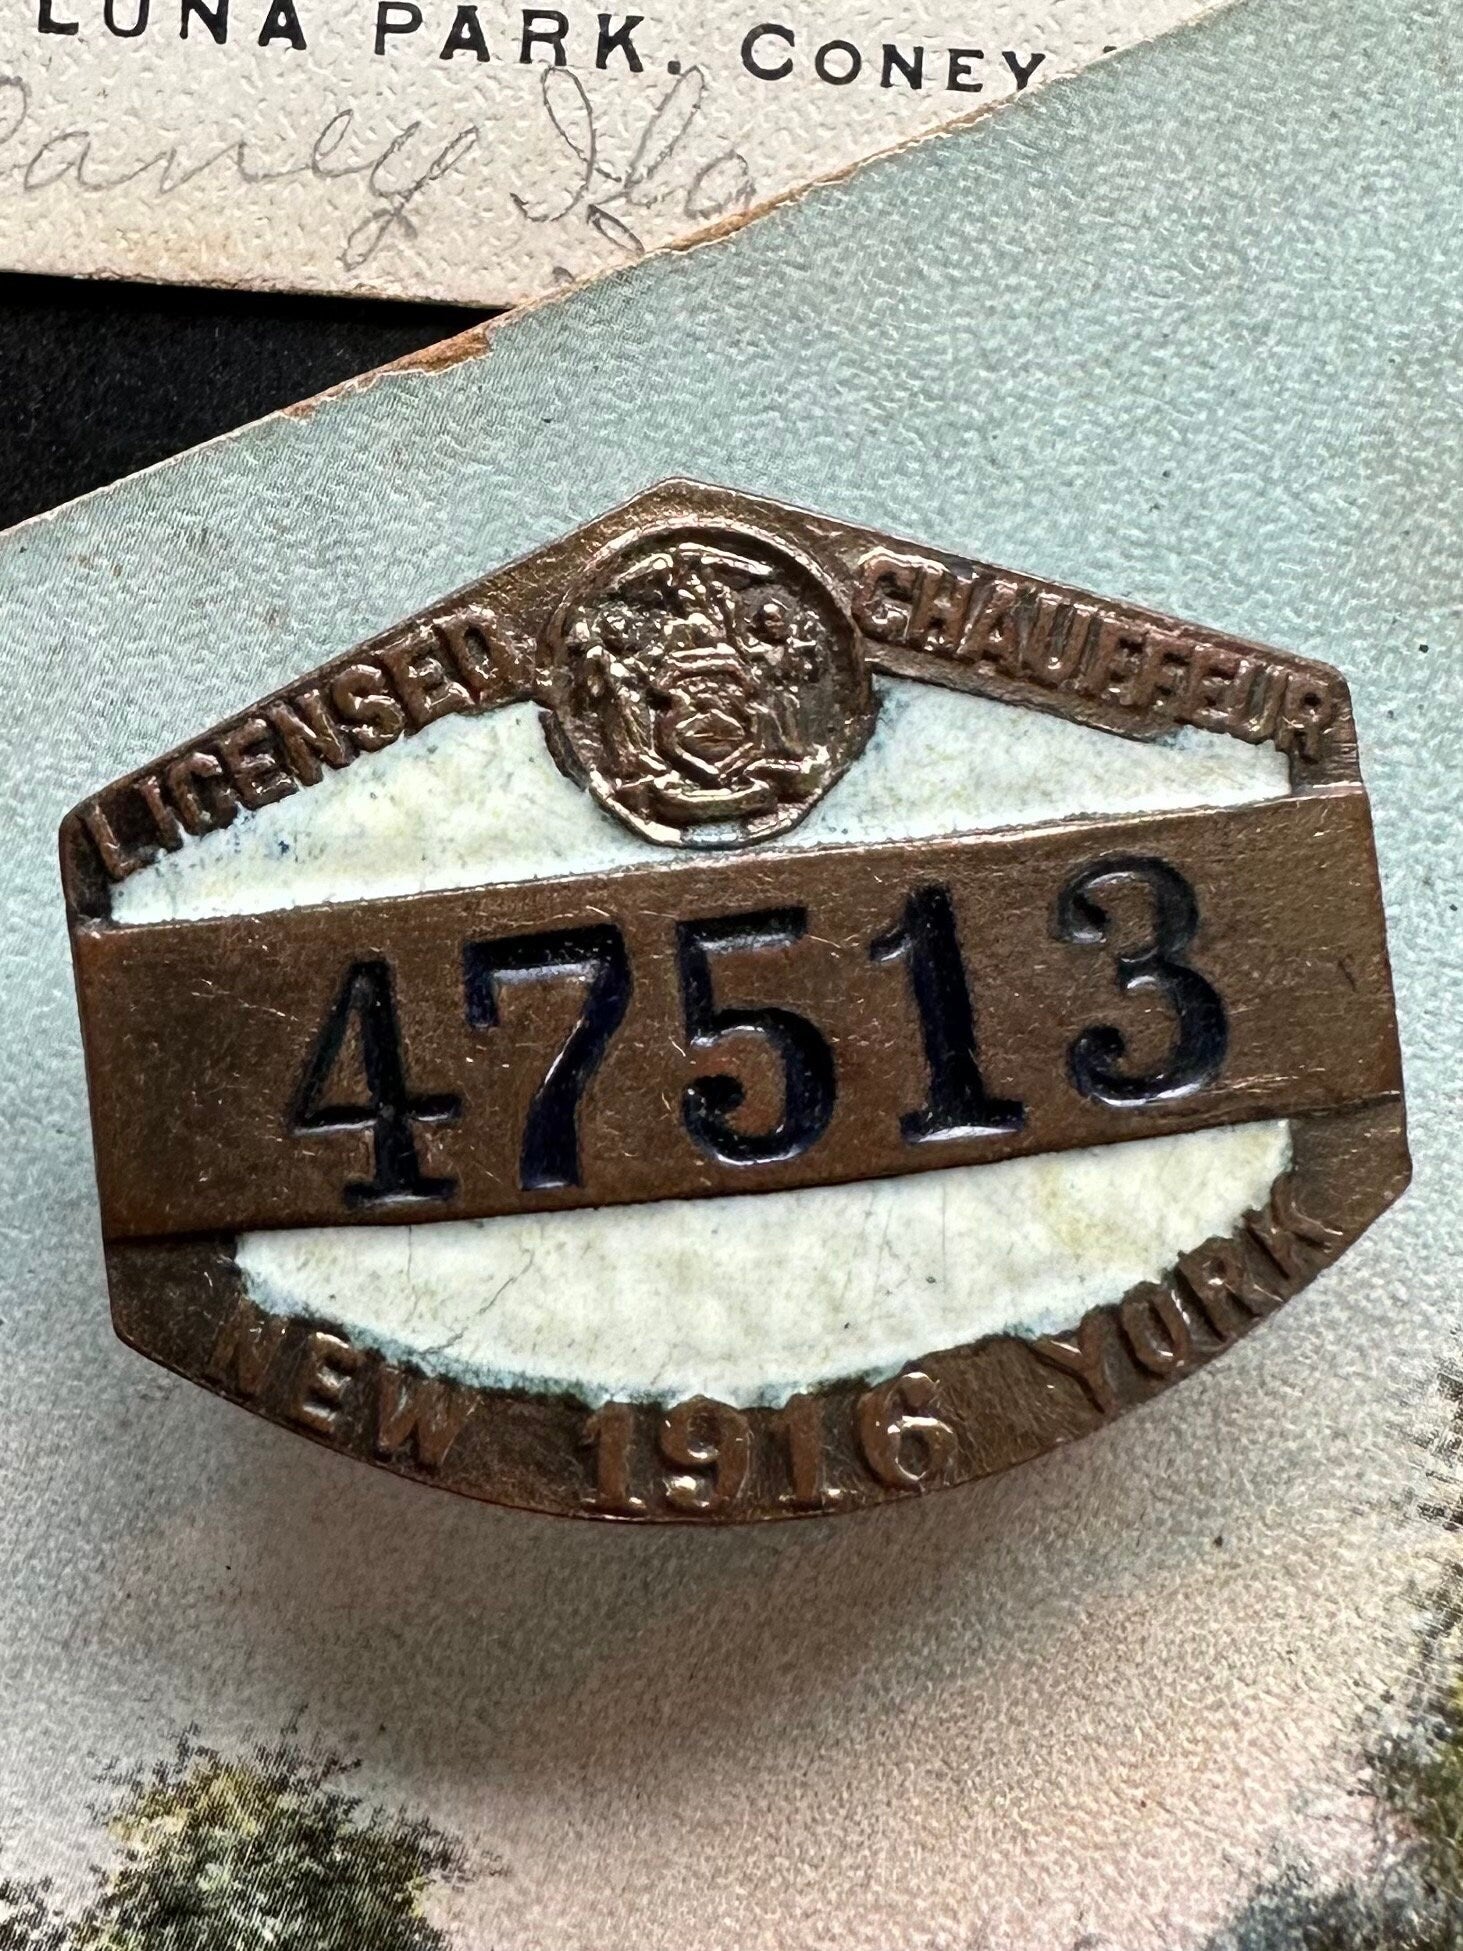 LUNA PARK, CONEY
LICENSED CHAUFFEUR
47513
NEW 1916 YORK